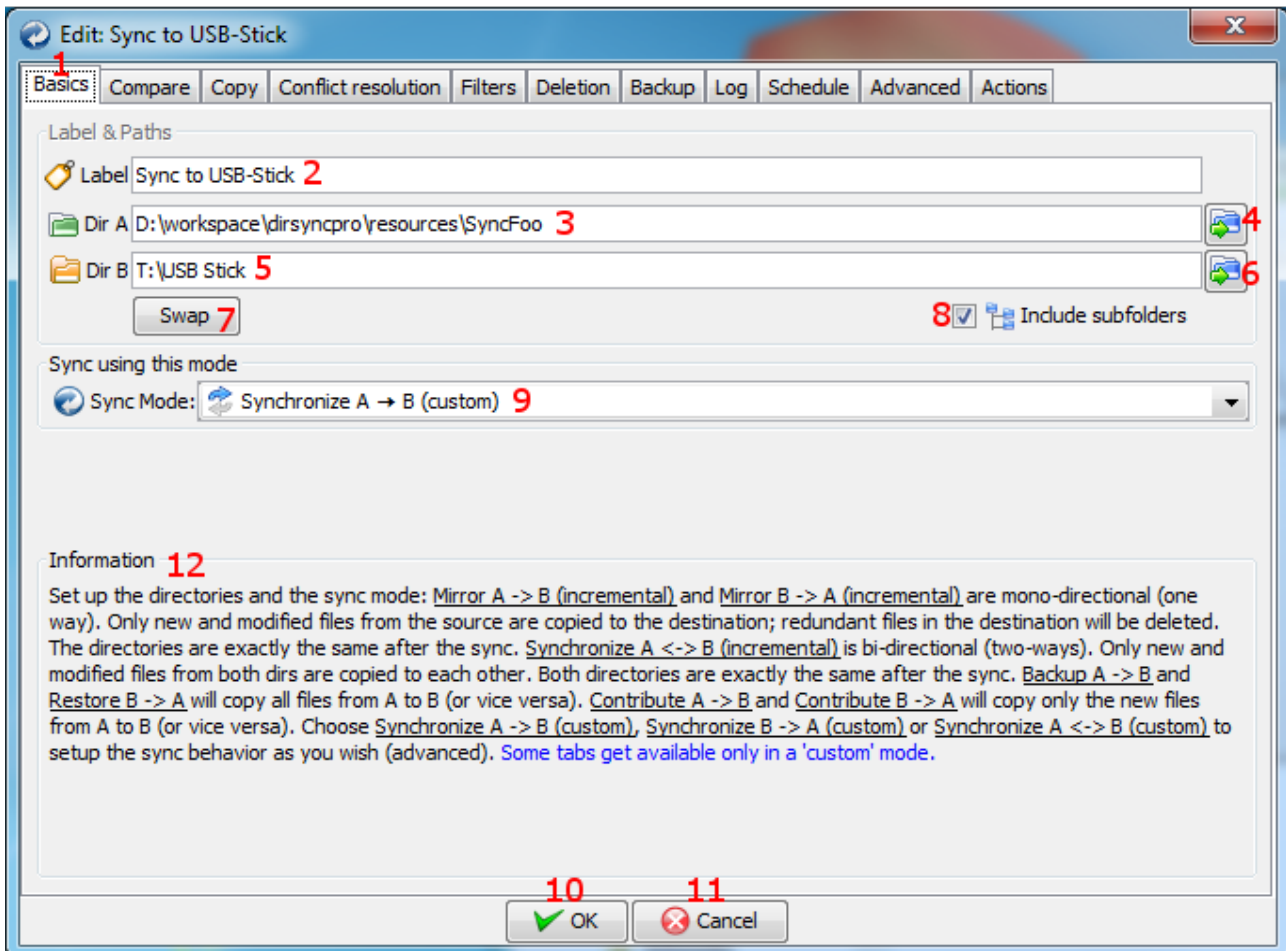 Edit: Sync to USB-Stick
1
Basics Compare Copy Conflict resolution Filters Deletion Backup Log Schedule Advanced Actions
Label & Paths
Label Sync to USB-Stick 2
Dir A D:\workspace\dirsyncpro\resources\SyncFoo 3 4
Dir B T:\USB Stick 5 6
Swap 7 8 Include subfolders
Sync using this mode
Sync Mode: Synchronize A → B (custom) 9
Information 12
Set up the directories and the sync mode: Mirror A -> B (incremental) and Mirror B -> A (incremental) are mono-directional (one
way). Only new and modified files from the source are copied to the destination; redundant files in the destination will be deleted.
The directories are exactly the same after the sync. Synchronize A <-> B (incremental) is bi-directional (two-ways). Only new and
modified files from both dirs are copied to each other. Both directories are exactly the same after the sync. Backup A -> B and
Restore B -> A will copy all files from A to B (or vice versa). Contribute A -> B and Contribute B -> A will copy only the new files
from A to B (or vice versa). Choose Synchronize A -> B (custom), Synchronize B -> A (custom) or Synchronize A <-> B (custom) to
setup the sync behavior as you wish (advanced). Some tabs get available only in a 'custom' mode.
10 11
OK Cancel